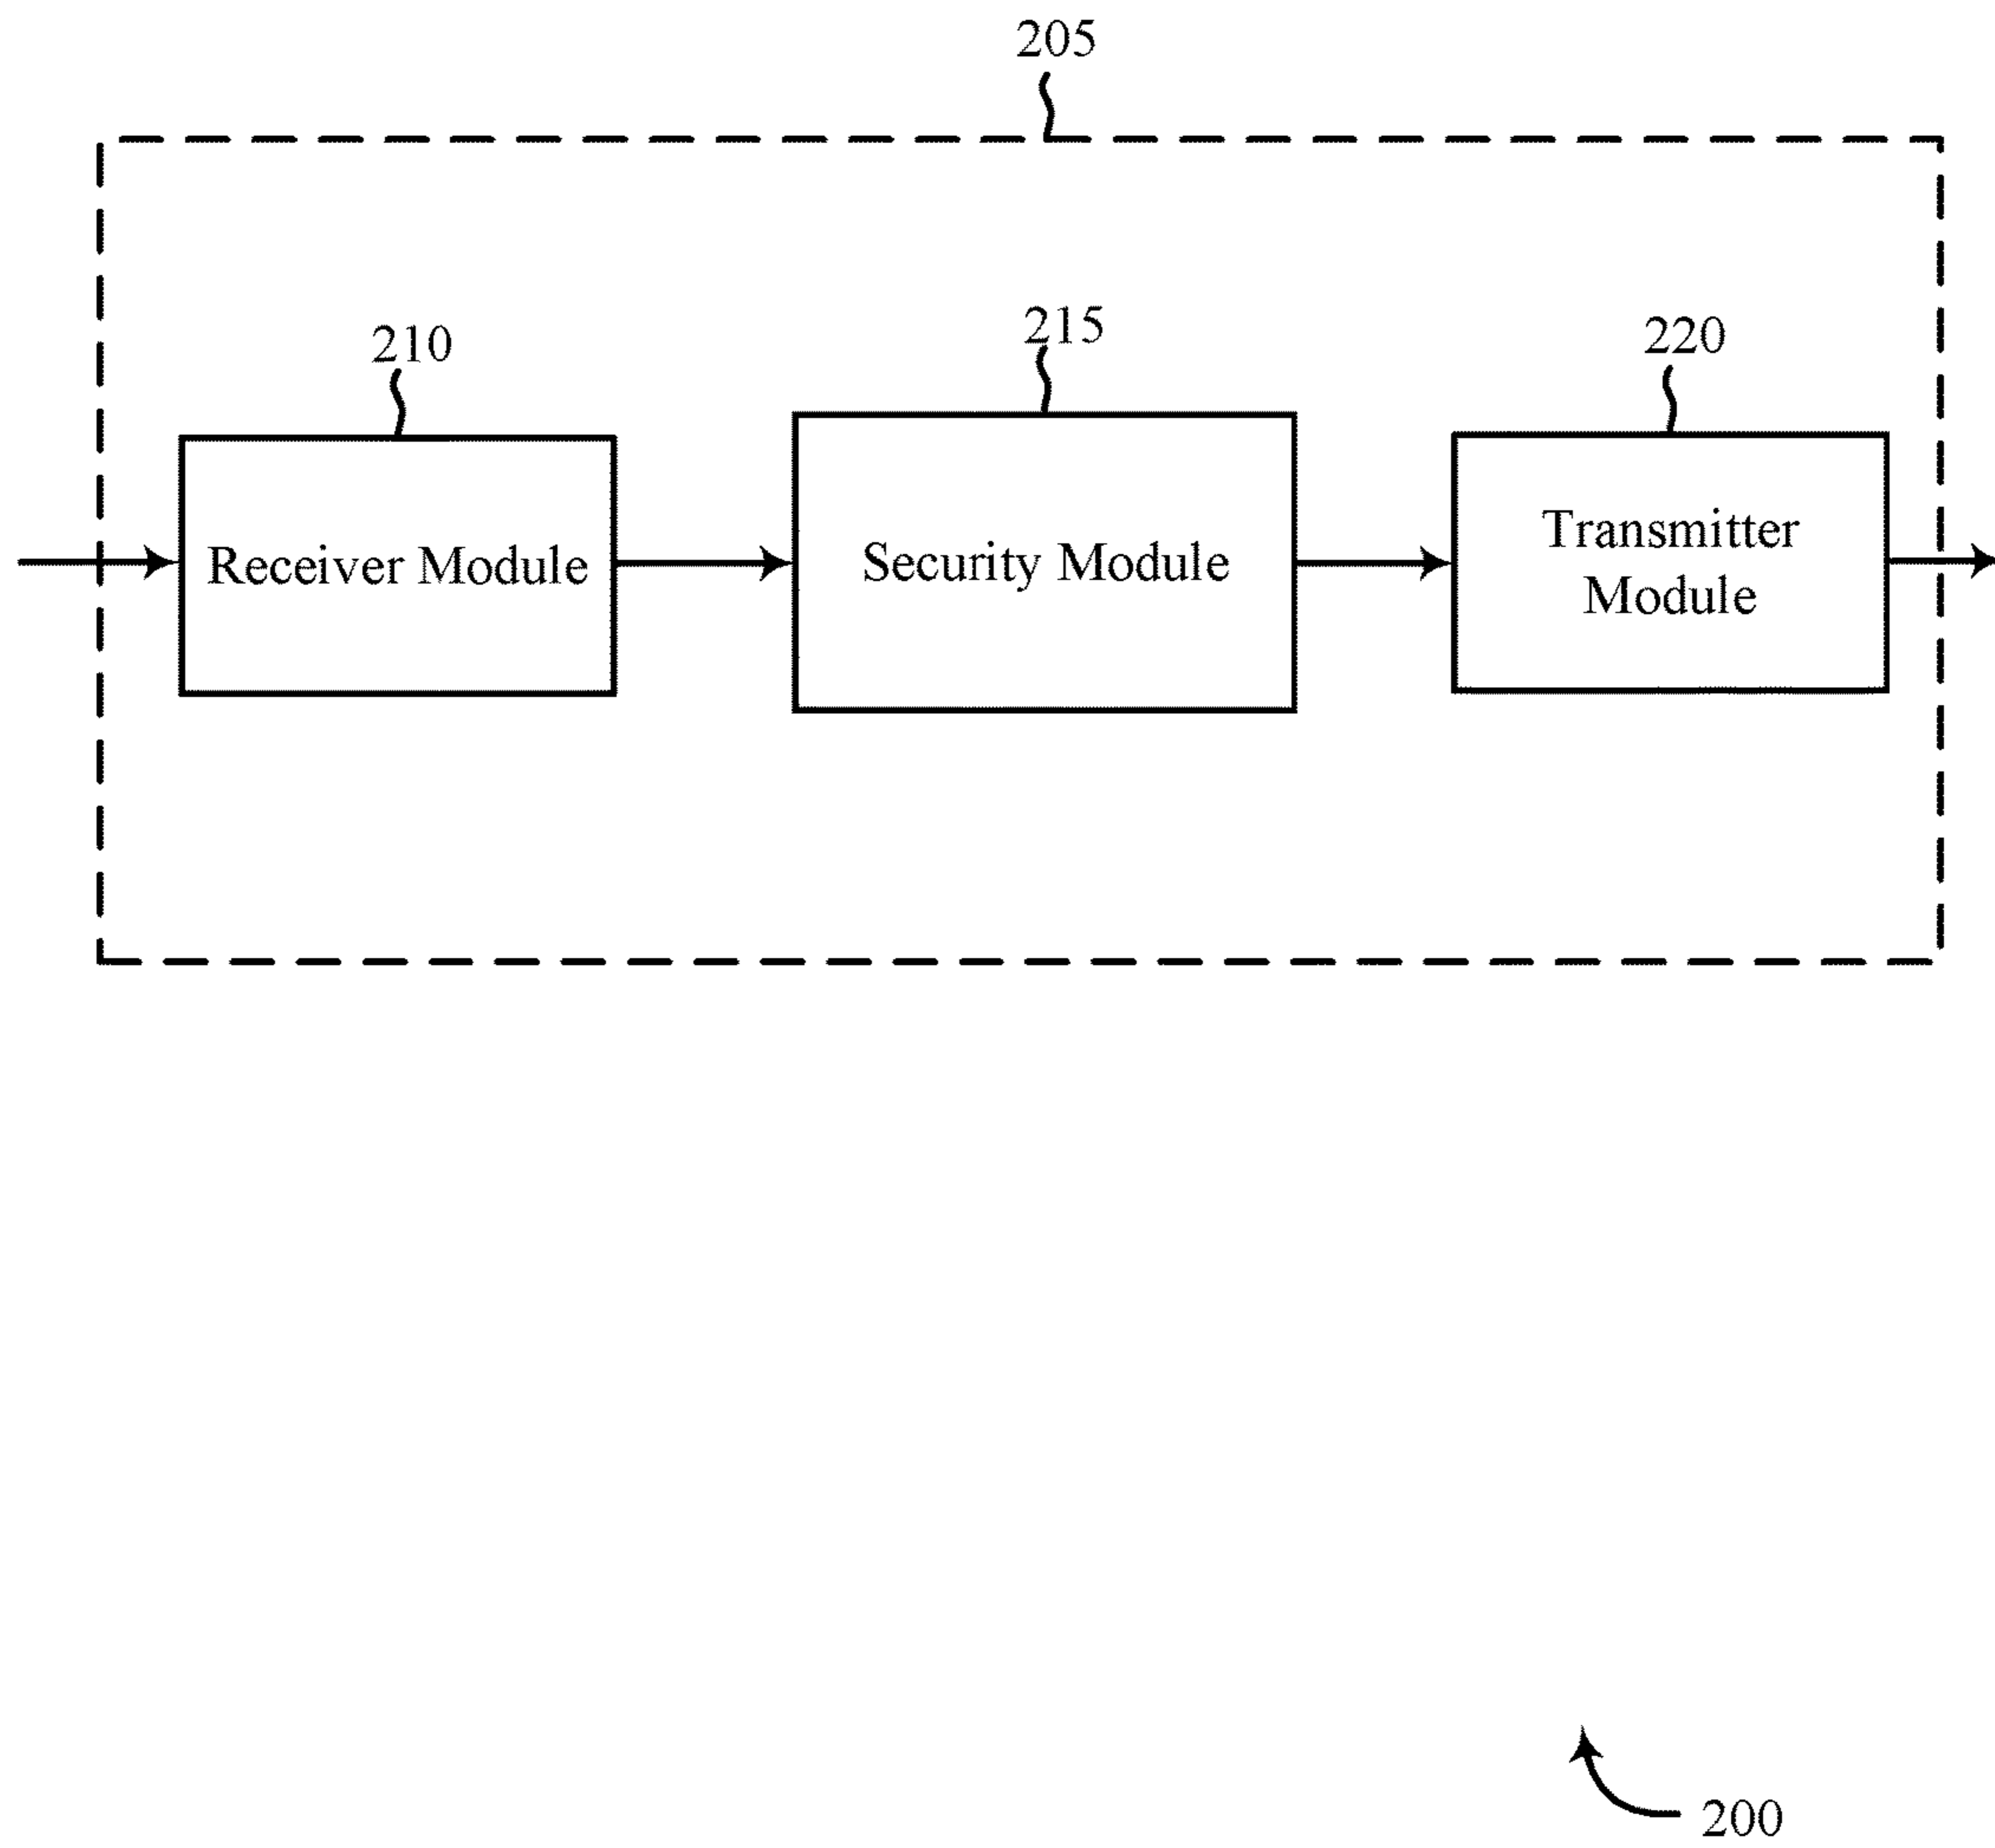 205
210
215
220
Receiver Module
Security Module
Transmitter
Module
200